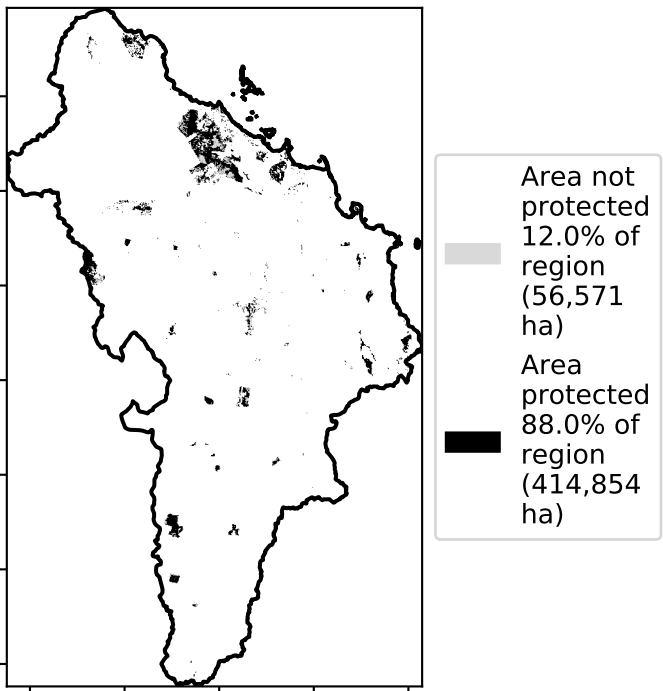 Area not
protected
12.0% of
region
(56,571
ha)
Area
protected
88.0% of
region
(414,854
ha)